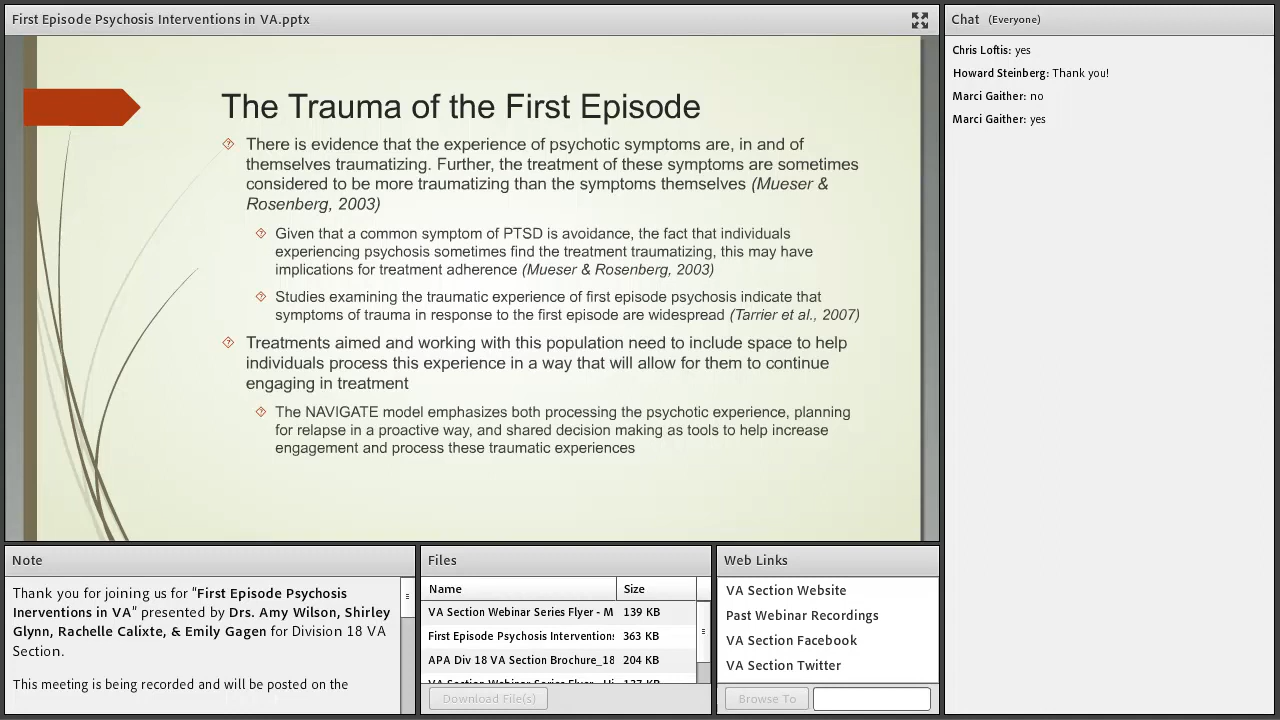 First Episode Psychosis Interventions in VA.pptx
The Trauma of the First Episode
There is evidence that the experience of psychotic symptoms are, in and of
themselves traumatizing. Further, the treatment of these symptoms are sometimes
considered to be more traumatizing than the symptoms themselves (Mueser &
Rosenberg, 2003)
Given that a common symptom of PTSD is avoidance, the fact that individuals
experiencing psychosis sometimes find the treatment traumatizing, this may have
implications for treatment adherence (Mueser & Rosenberg, 2003)
Studies examining the traumatic experience of first episode psychosis indicate that
symptoms of trauma in response to the first episode are widespread (Tarrier et al., 2007)
Treatments aimed and working with this population need to include space to help
individuals process this experience in a way that will allow for them to continue
engaging in treatment
The NAVIGATE model emphasizes both processing the psychotic experience, planning
for relapse in a proactive way, and shared decision making as tools to help increase
engagement and process these traumatic experiences
Chat (Everyone)
Chris Loftis: yes
Howard Steinberg: Thank you!
Marci Gaither: no
Marci Gaither: yes
Note
Thank you for joining us for "First Episode Psychosis
Inerventions in VA" presented by Drs. Amy Wilson, Shirley
Glynn, Rachelle Calixte, & Emily Gagen for Division 18 VA
Section.
This meeting is being recorded and will be posted on the
Files
Name Size
VA Section Webinar Series Flyer - M 139 KB
First Episode Psychosis Interventions 363 KB
APA Div 18 VA Section Brochure_18 204 KB
Download File(s)
Web Links
VA Section Website
Past Webinar Recordings
VA Section Facebook
VA Section Twitter
Browse To